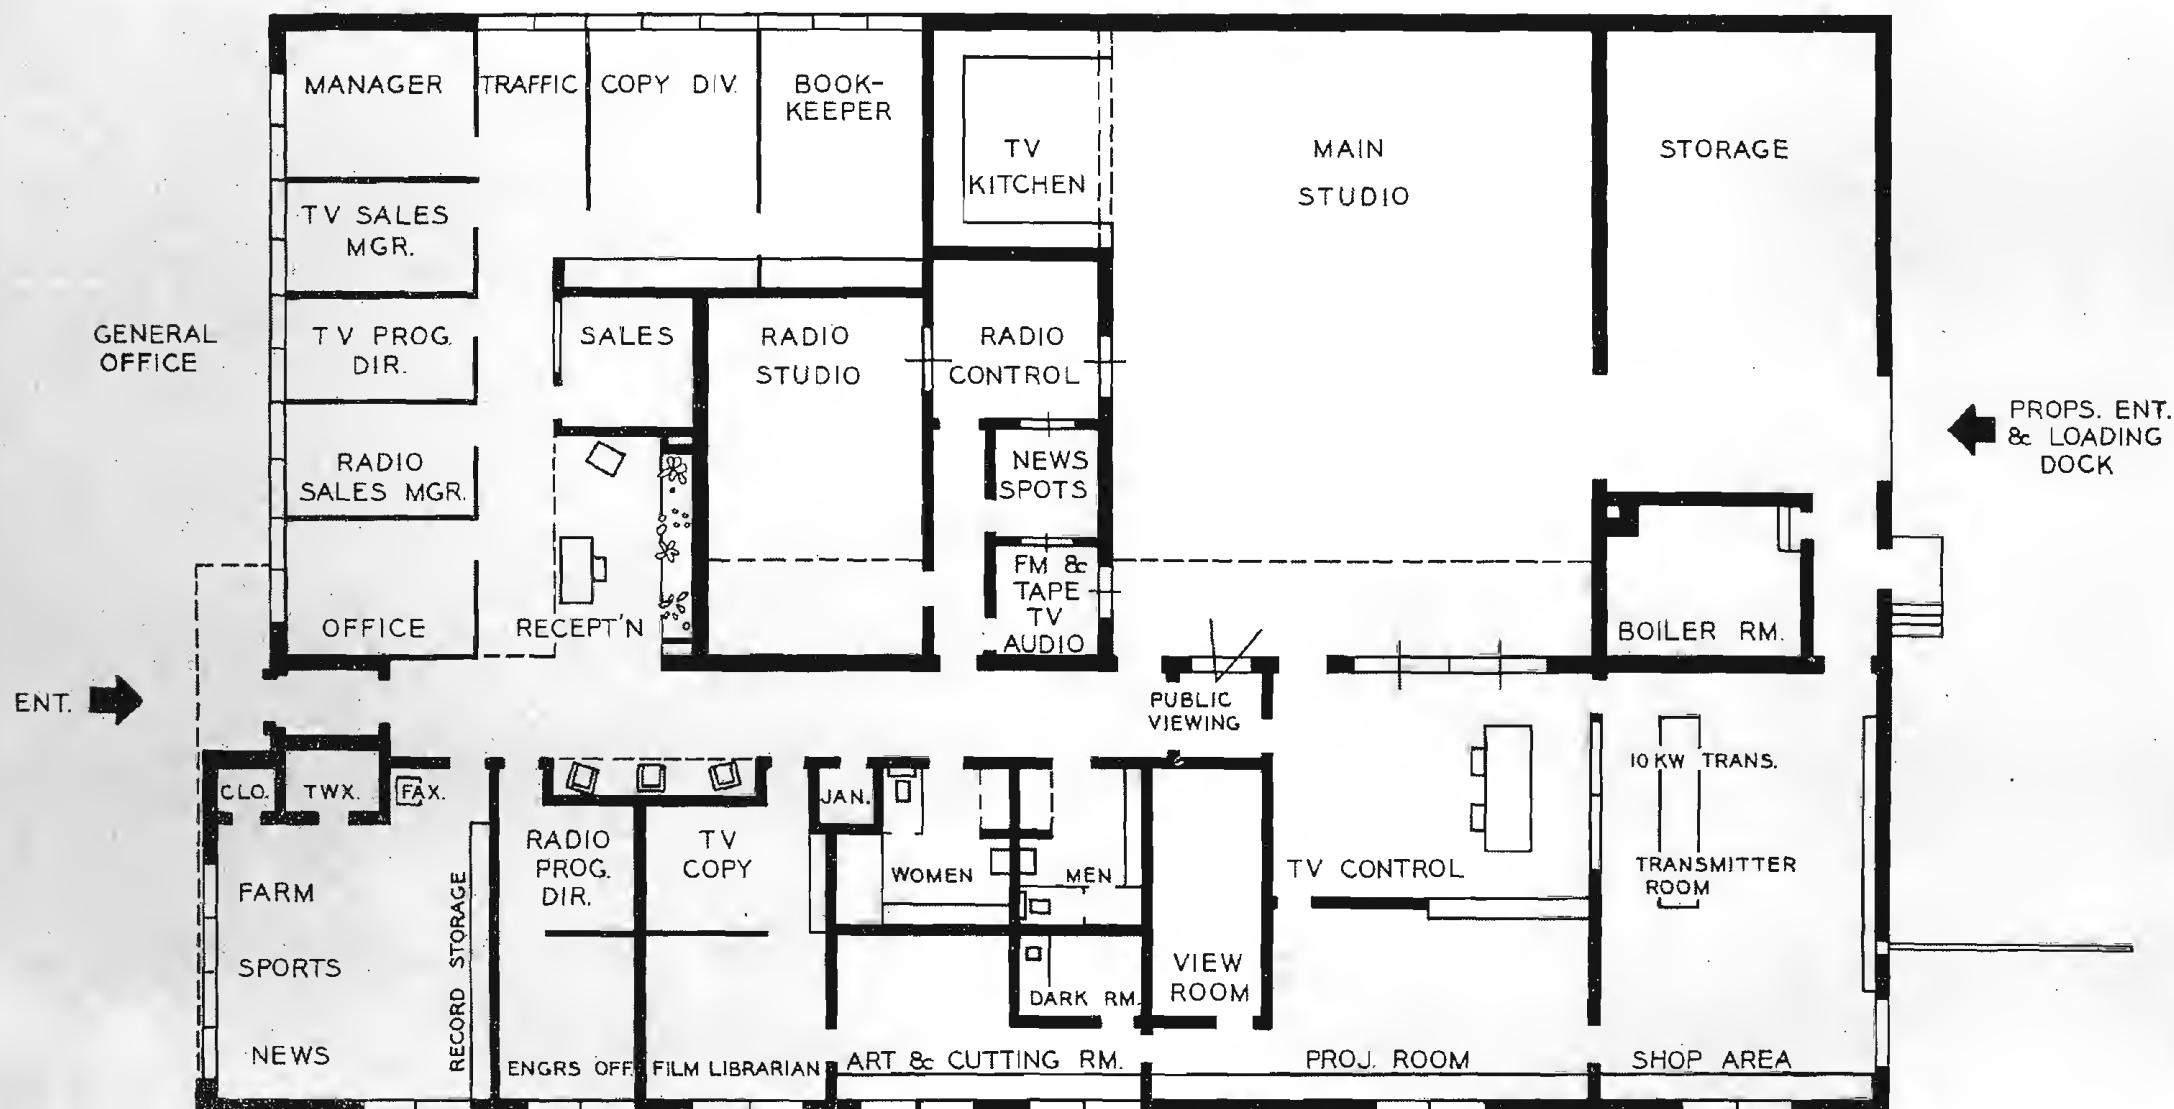 MANAGER
TRAFFIC
COPY DIV.
BOOK-
KEEPER
TV
KITCHEN
MAIN
STUDIO
STORAGE
TV SALES
MGR.
GENERAL
OFFICE
TV PROG.
DIR.
SALES
RADIO
STUDIO
RADIO
CONTROL
PROPS. ENT.
& LOADING
DOCK
RADIO
SALES MGR.
NEWS
SPOTS
FM &
TAPE
TV
AUDIO
OFFICE
RECEPT'N
BOILER RM.
ENT.
PUBLIC
VIEWING
CLO.
TWX.
FAX.
JAN.
10 KW TRANS.
RADIO
PROG.
DIR.
TV
COPY
WOMEN
MEN
TV CONTROL
TRANSMITTER
ROOM
FARM
SPORTS
NEWS
RECORD STORAGE
VIEW
ROOM
DARK RM.
ENGRS OFF.
FILM LIBRARIAN
ART & CUTTING RM.
PROJ. ROOM
SHOP AREA